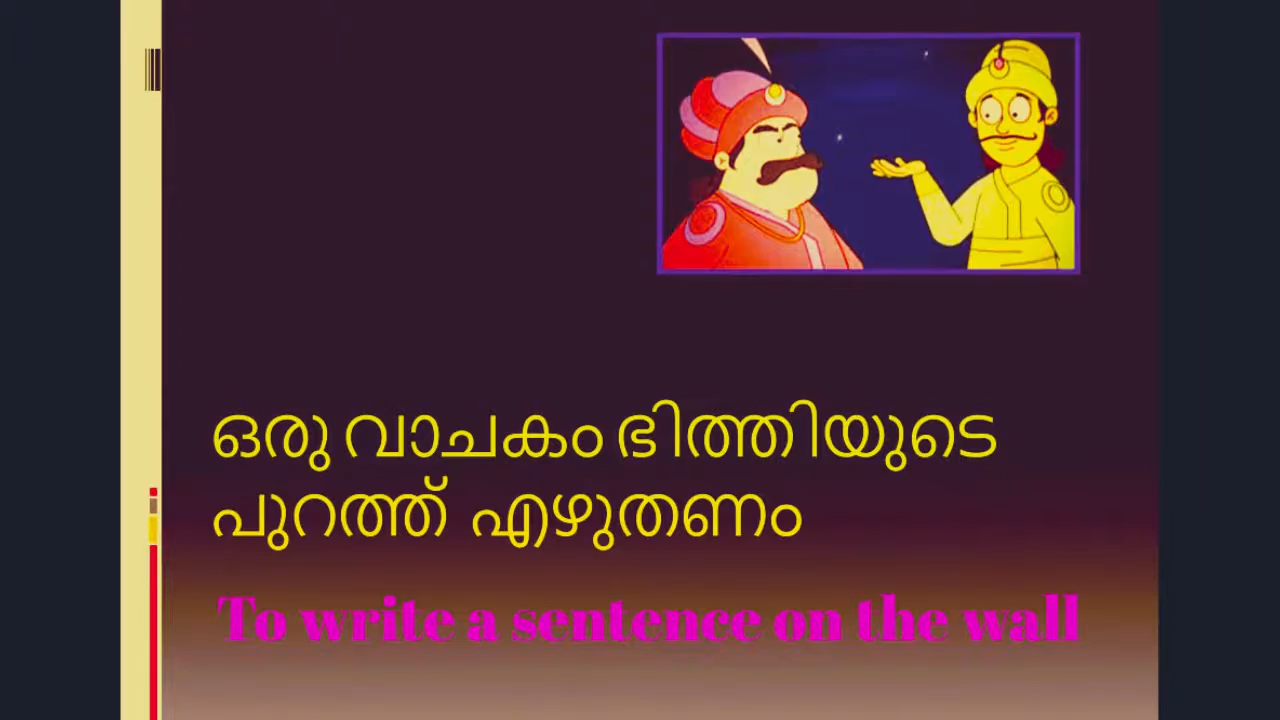 ഒരു വാചകം ഭിത്തിയുടെ
പുറത്ത് എഴുതണം
To write a sentence on the wall